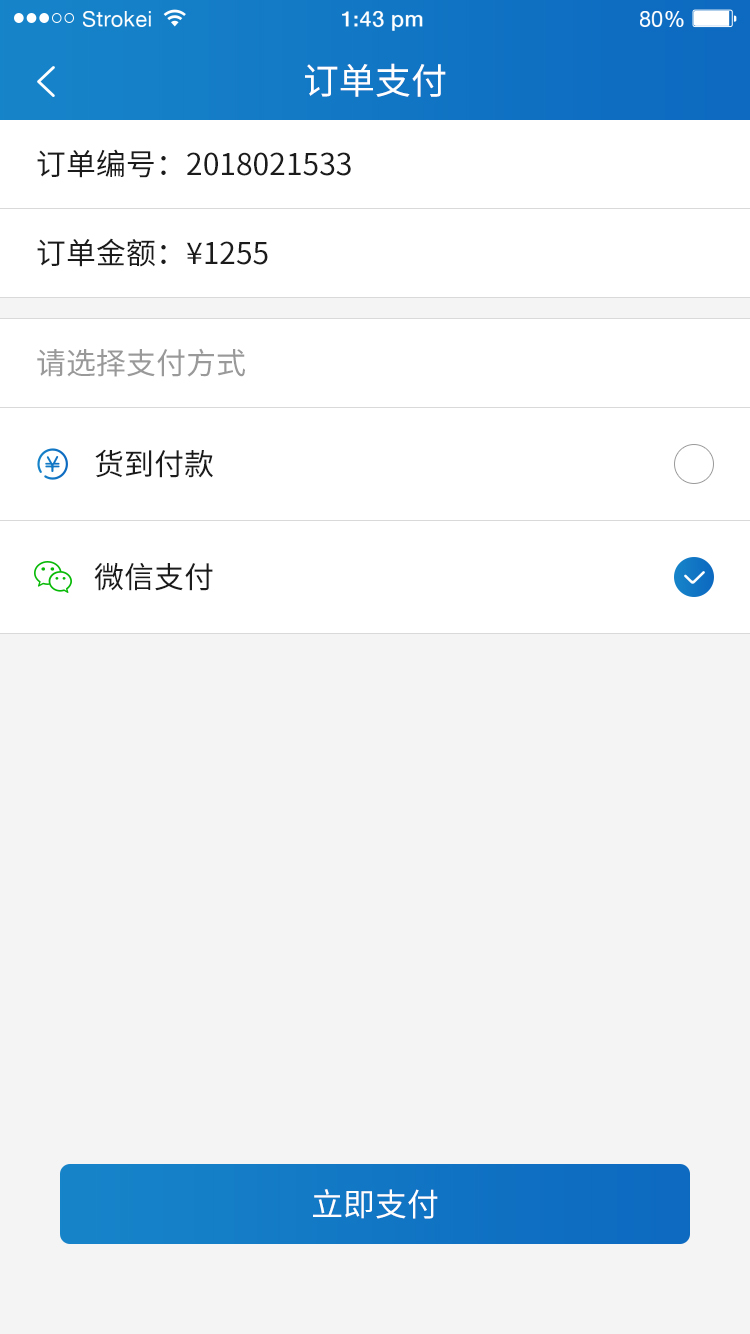 Strokei 1:43 pm 80%
订单支付
订单编号：2018021533
订单金额：¥1255
请选择支付方式
货到付款
微信支付
立即支付